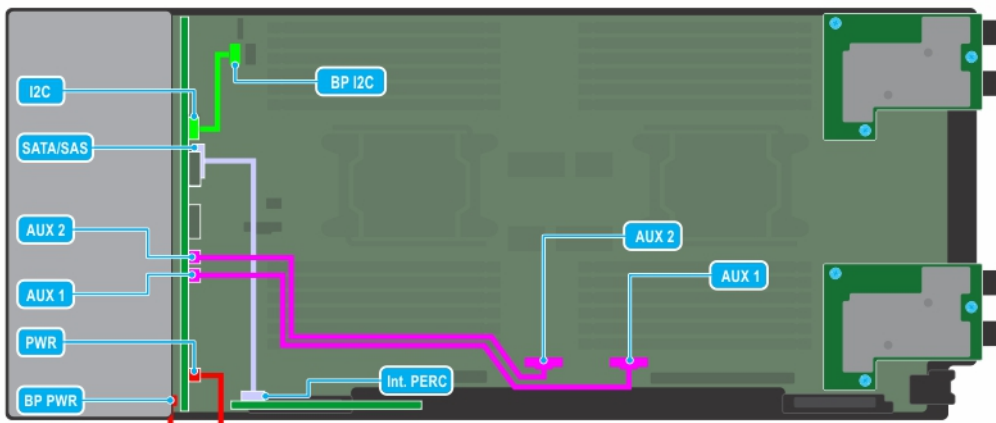 BP I2C
I2C
SATA/SAS
AUX 2
AUX 2
AUX 1
AUX 1
PWR
Int. PERC
BP PWR